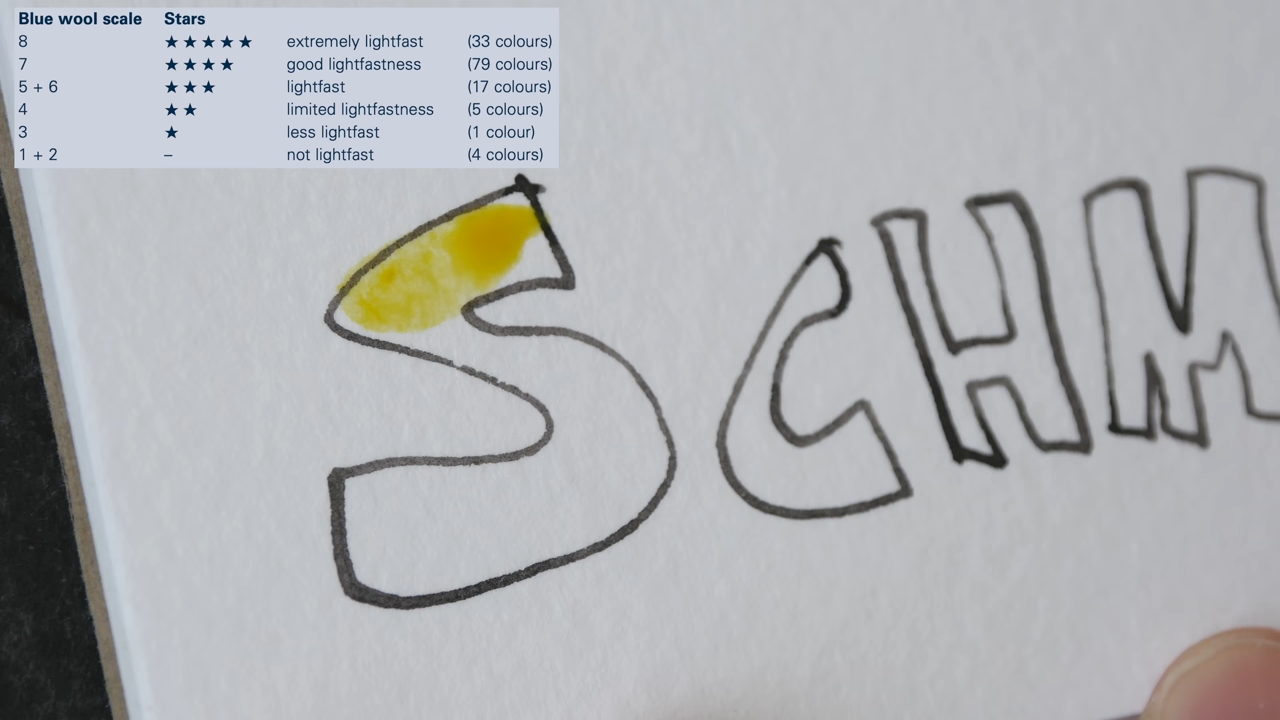 Blue wool scale Stars
8 ★★★★★ extremely lightfast (33 colours)
7 ★★★★ good lightfastness (79 colours)
5 + 6 ★★★ lightfast (17 colours)
4 ★★ limited lightfastness (5 colours)
3 ★ less lightfast (1 colour)
1 + 2 – not lightfast (4 colours)
SCHM